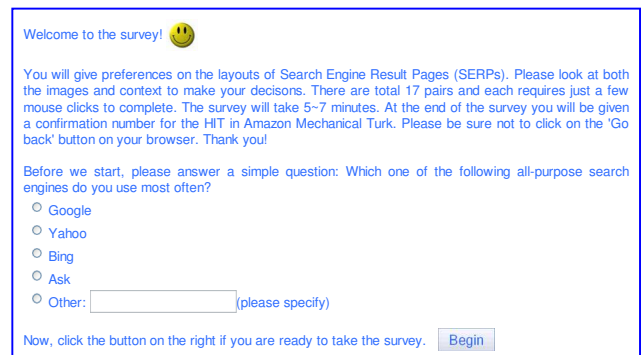 Welcome to the survey!
You will give preferences on the layouts of Search Engine Result Pages (SERPs). Please look at both
the images and context to make your decisons. There are total 17 pairs and each requires just a few
mouse clicks to complete. The survey will take 5~7 minutes. At the end of the survey you will be given
a confirmation number for the HIT in Amazon Mechanical Turk. Please be sure not to click on the 'Go
back' button on your browser. Thank you!
Before we start, please answer a simple question: Which one of the following all-purpose search
engines do you use most often?
Google
Yahoo
Bing
Ask
Other: (please specify)
Now, click the button on the right if you are ready to take the survey. Begin